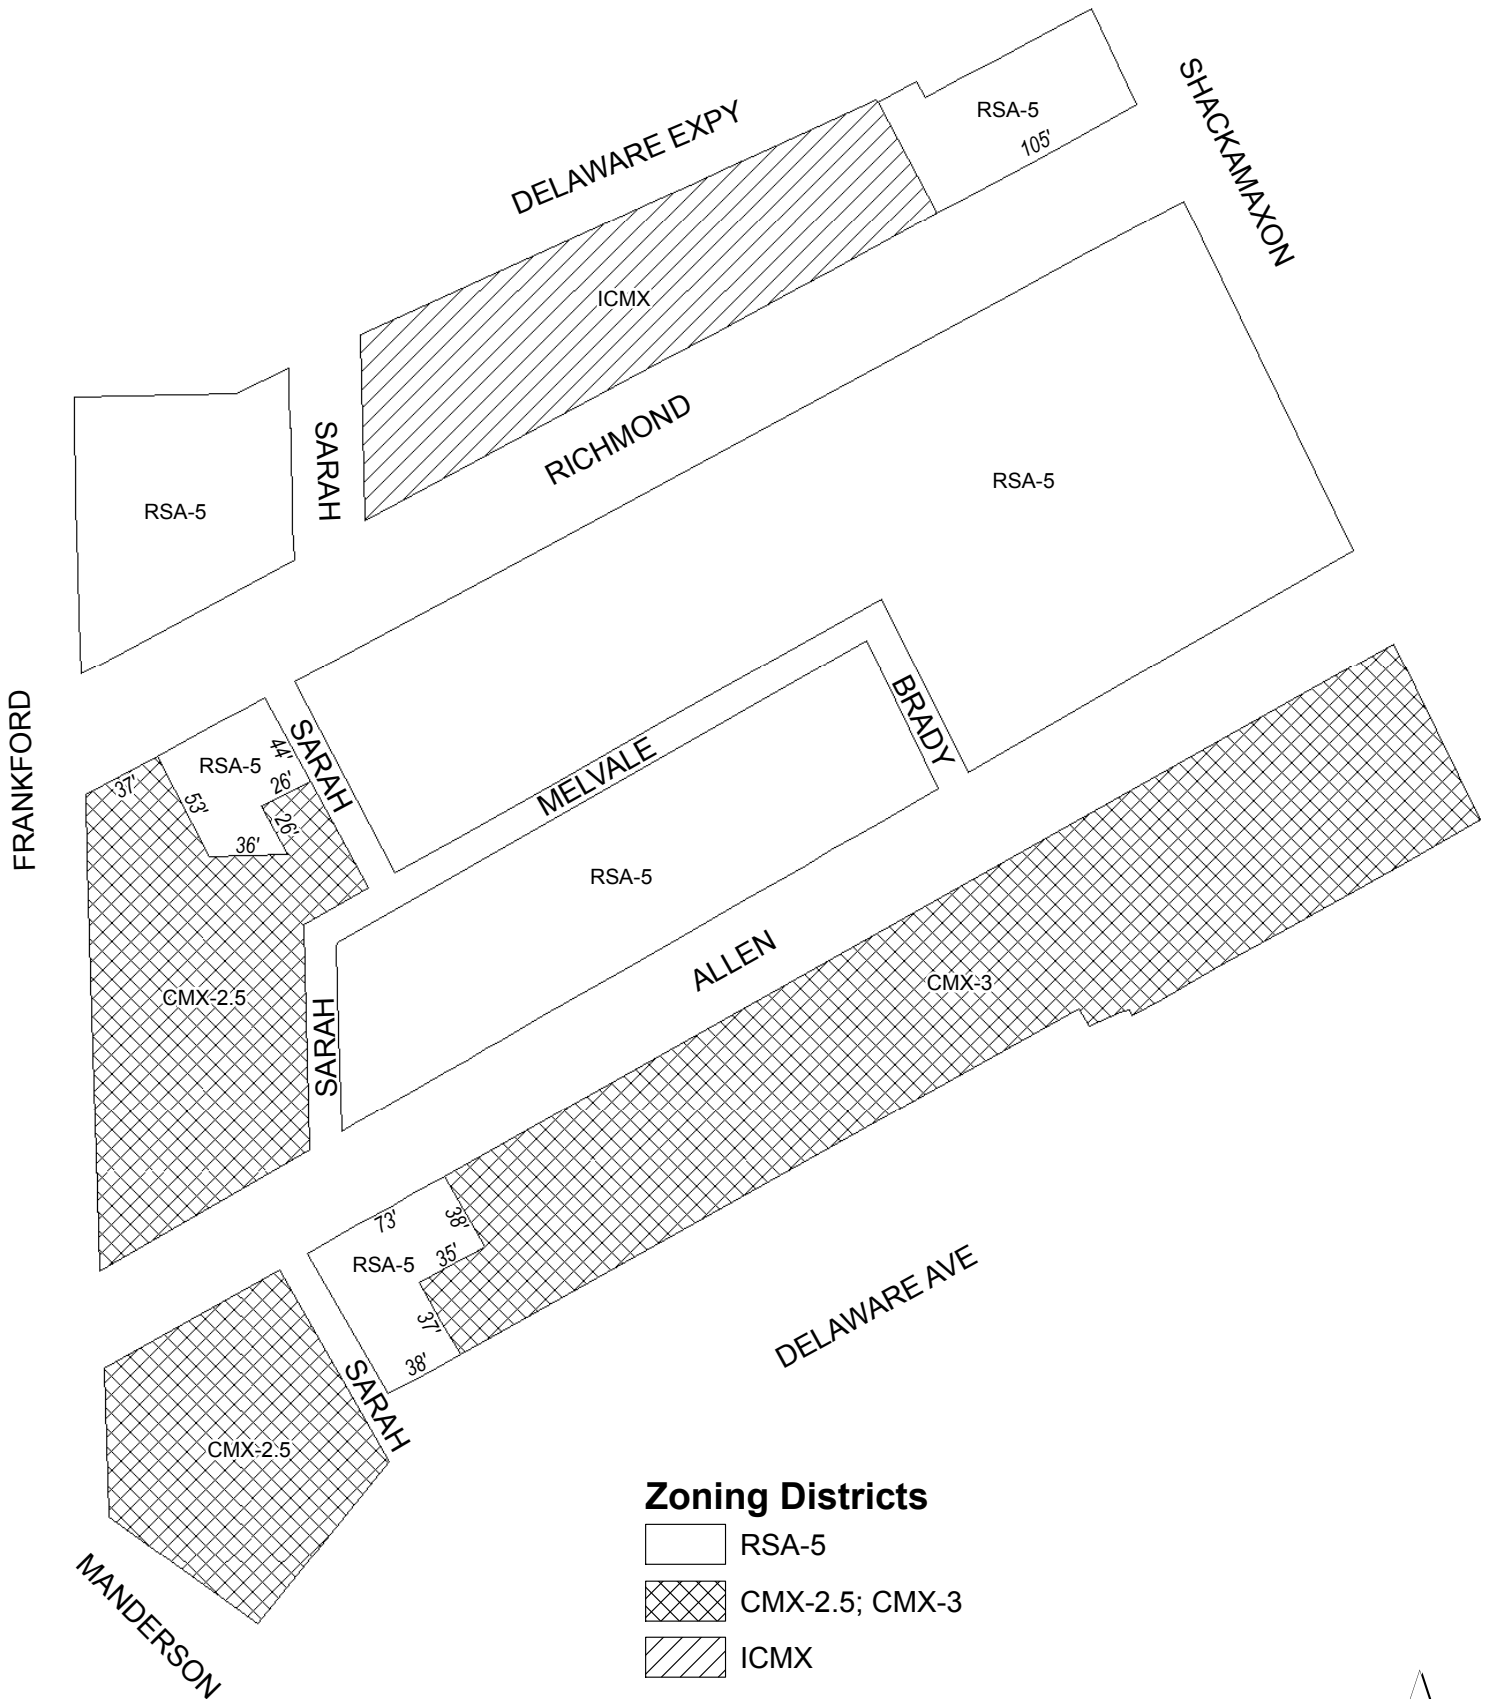 SHACKAMAXON
RSA-5
105'
DELAWARE EXPY
ICMX
RICHMOND
SARAH
RSA-5
RSA-5
FRANKFORD
37'
RSA-5
44'
26'
53'
26'
36'
SARAH
MELVALE
BRADY
RSA-5
ALLEN
CMX-3
CMX-2.5
SARAH
73'
38'
RSA-5
35'
37'
38'
DELAWARE AVE
SARAH
CMX-2.5
MANDERSON
Zoning Districts
RSA-5
CMX-2.5; CMX-3
ICMX